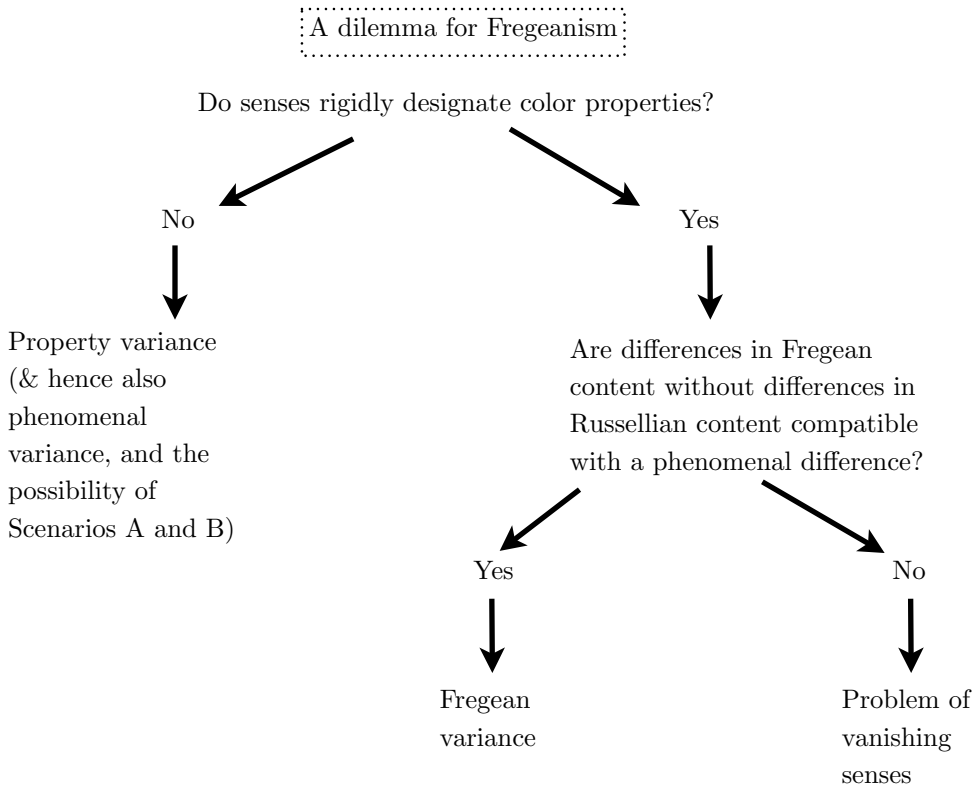 A dilemma for Fregeanism
Do senses rigidly designate color properties?
No
Yes
Property variance
(& hence also
phenomenal
variance, and the
possibility of
Scenarios A and B)
Are differences in Fregean
content without differences in
Russellian content compatible
with a phenomenal difference?
Yes
No
Fregean
variance
Problem of
vanishing
senses